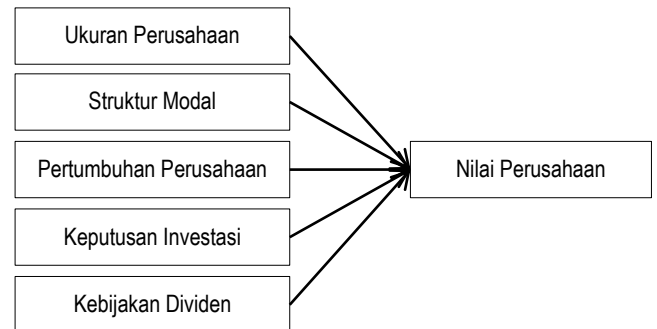 Ukuran Perusahaan
Struktur Modal
Pertumbuhan Perusahaan
Nilai Perusahaan
Keputusan Investasi
Kebijakan Dividen